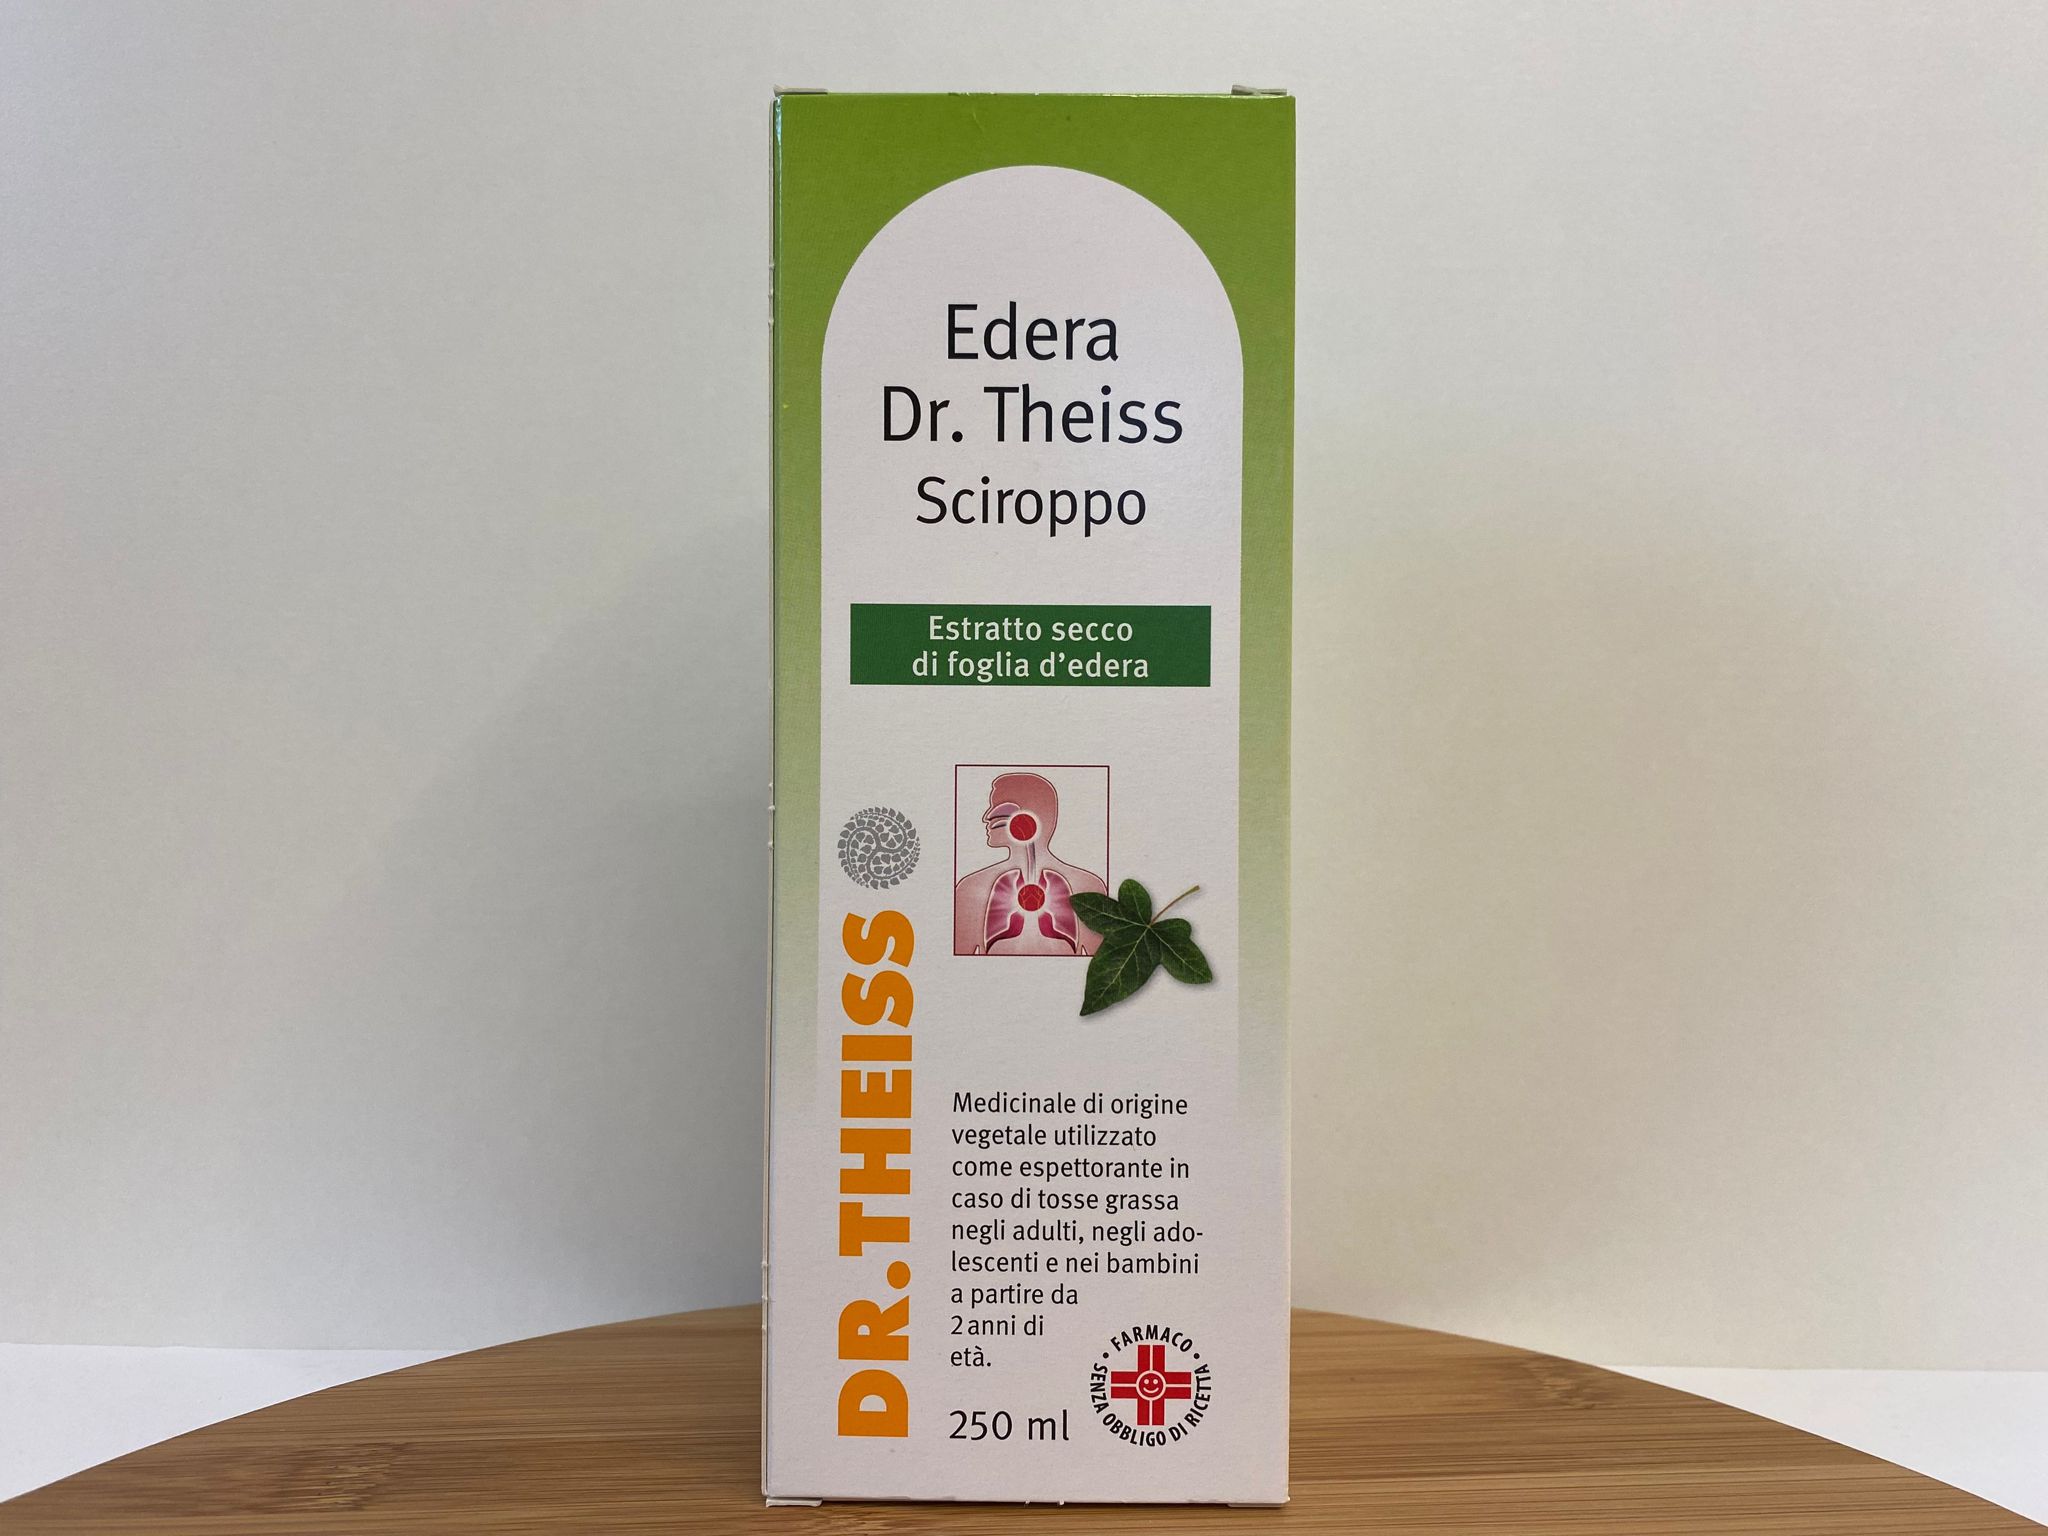 Edera
Dr. Theiss
Sciroppo
Estratto secco
di foglia d’edera
DR.THEISS
Medicinale di origine
vegetale utilizzato
come espettorante in
caso di tosse grassa
negli adulti, negli ado-
lescenti e nei bambini
a partire da
2 anni di
età.
250 ml
• FARMACO •
SENZA OBBLIGO DI RICETTA